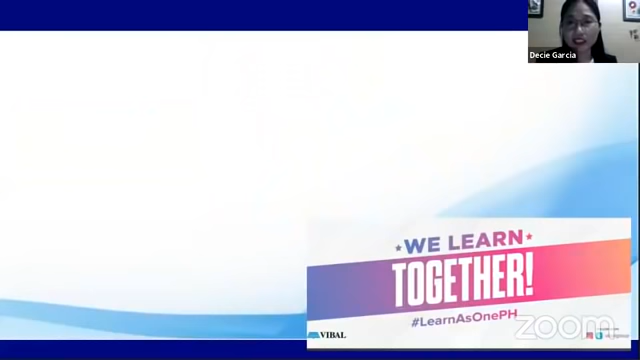 Decie Garcia
WE LEARN
TOGETHER!
#LearnAsOnePH
VIBAL
zoom